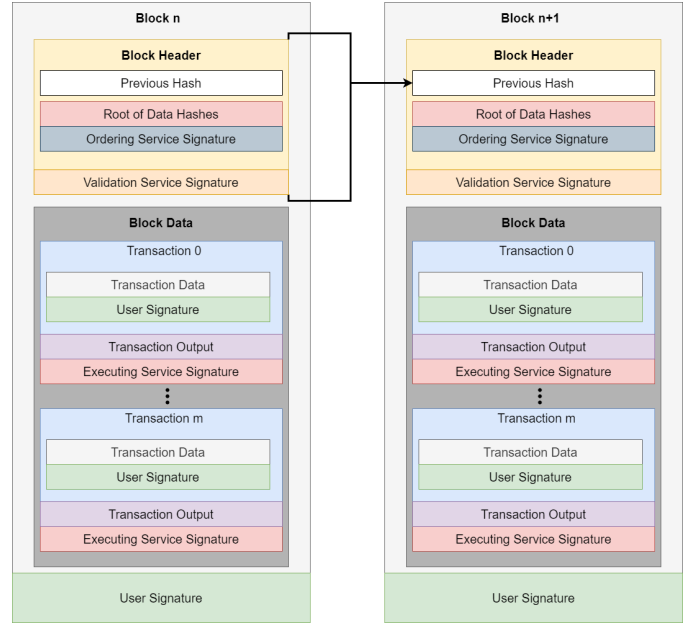 Block n
Block Header
Previous Hash
Root of Data Hashes
Ordering Service Signature
Validation Service Signature
Block Data
Transaction 0
Transaction Data
User Signature
Transaction Output
Executing Service Signature
Transaction m
Transaction Data
User Signature
Transaction Output
Executing Service Signature
User Signature
Block n+1
Block Header
Previous Hash
Root of Data Hashes
Ordering Service Signature
Validation Service Signature
Block Data
Transaction 0
Transaction Data
User Signature
Transaction Output
Executing Service Signature
Transaction m
Transaction Data
User Signature
Transaction Output
Executing Service Signature
User Signature